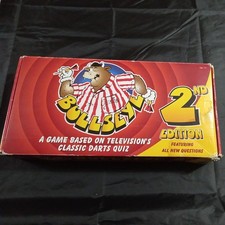 BULLSEYE
2ND
EDITION
FEATURING
ALL NEW QUESTIONS
A GAME BASED ON TELEVISION'S
CLASSIC DARTS QUIZ